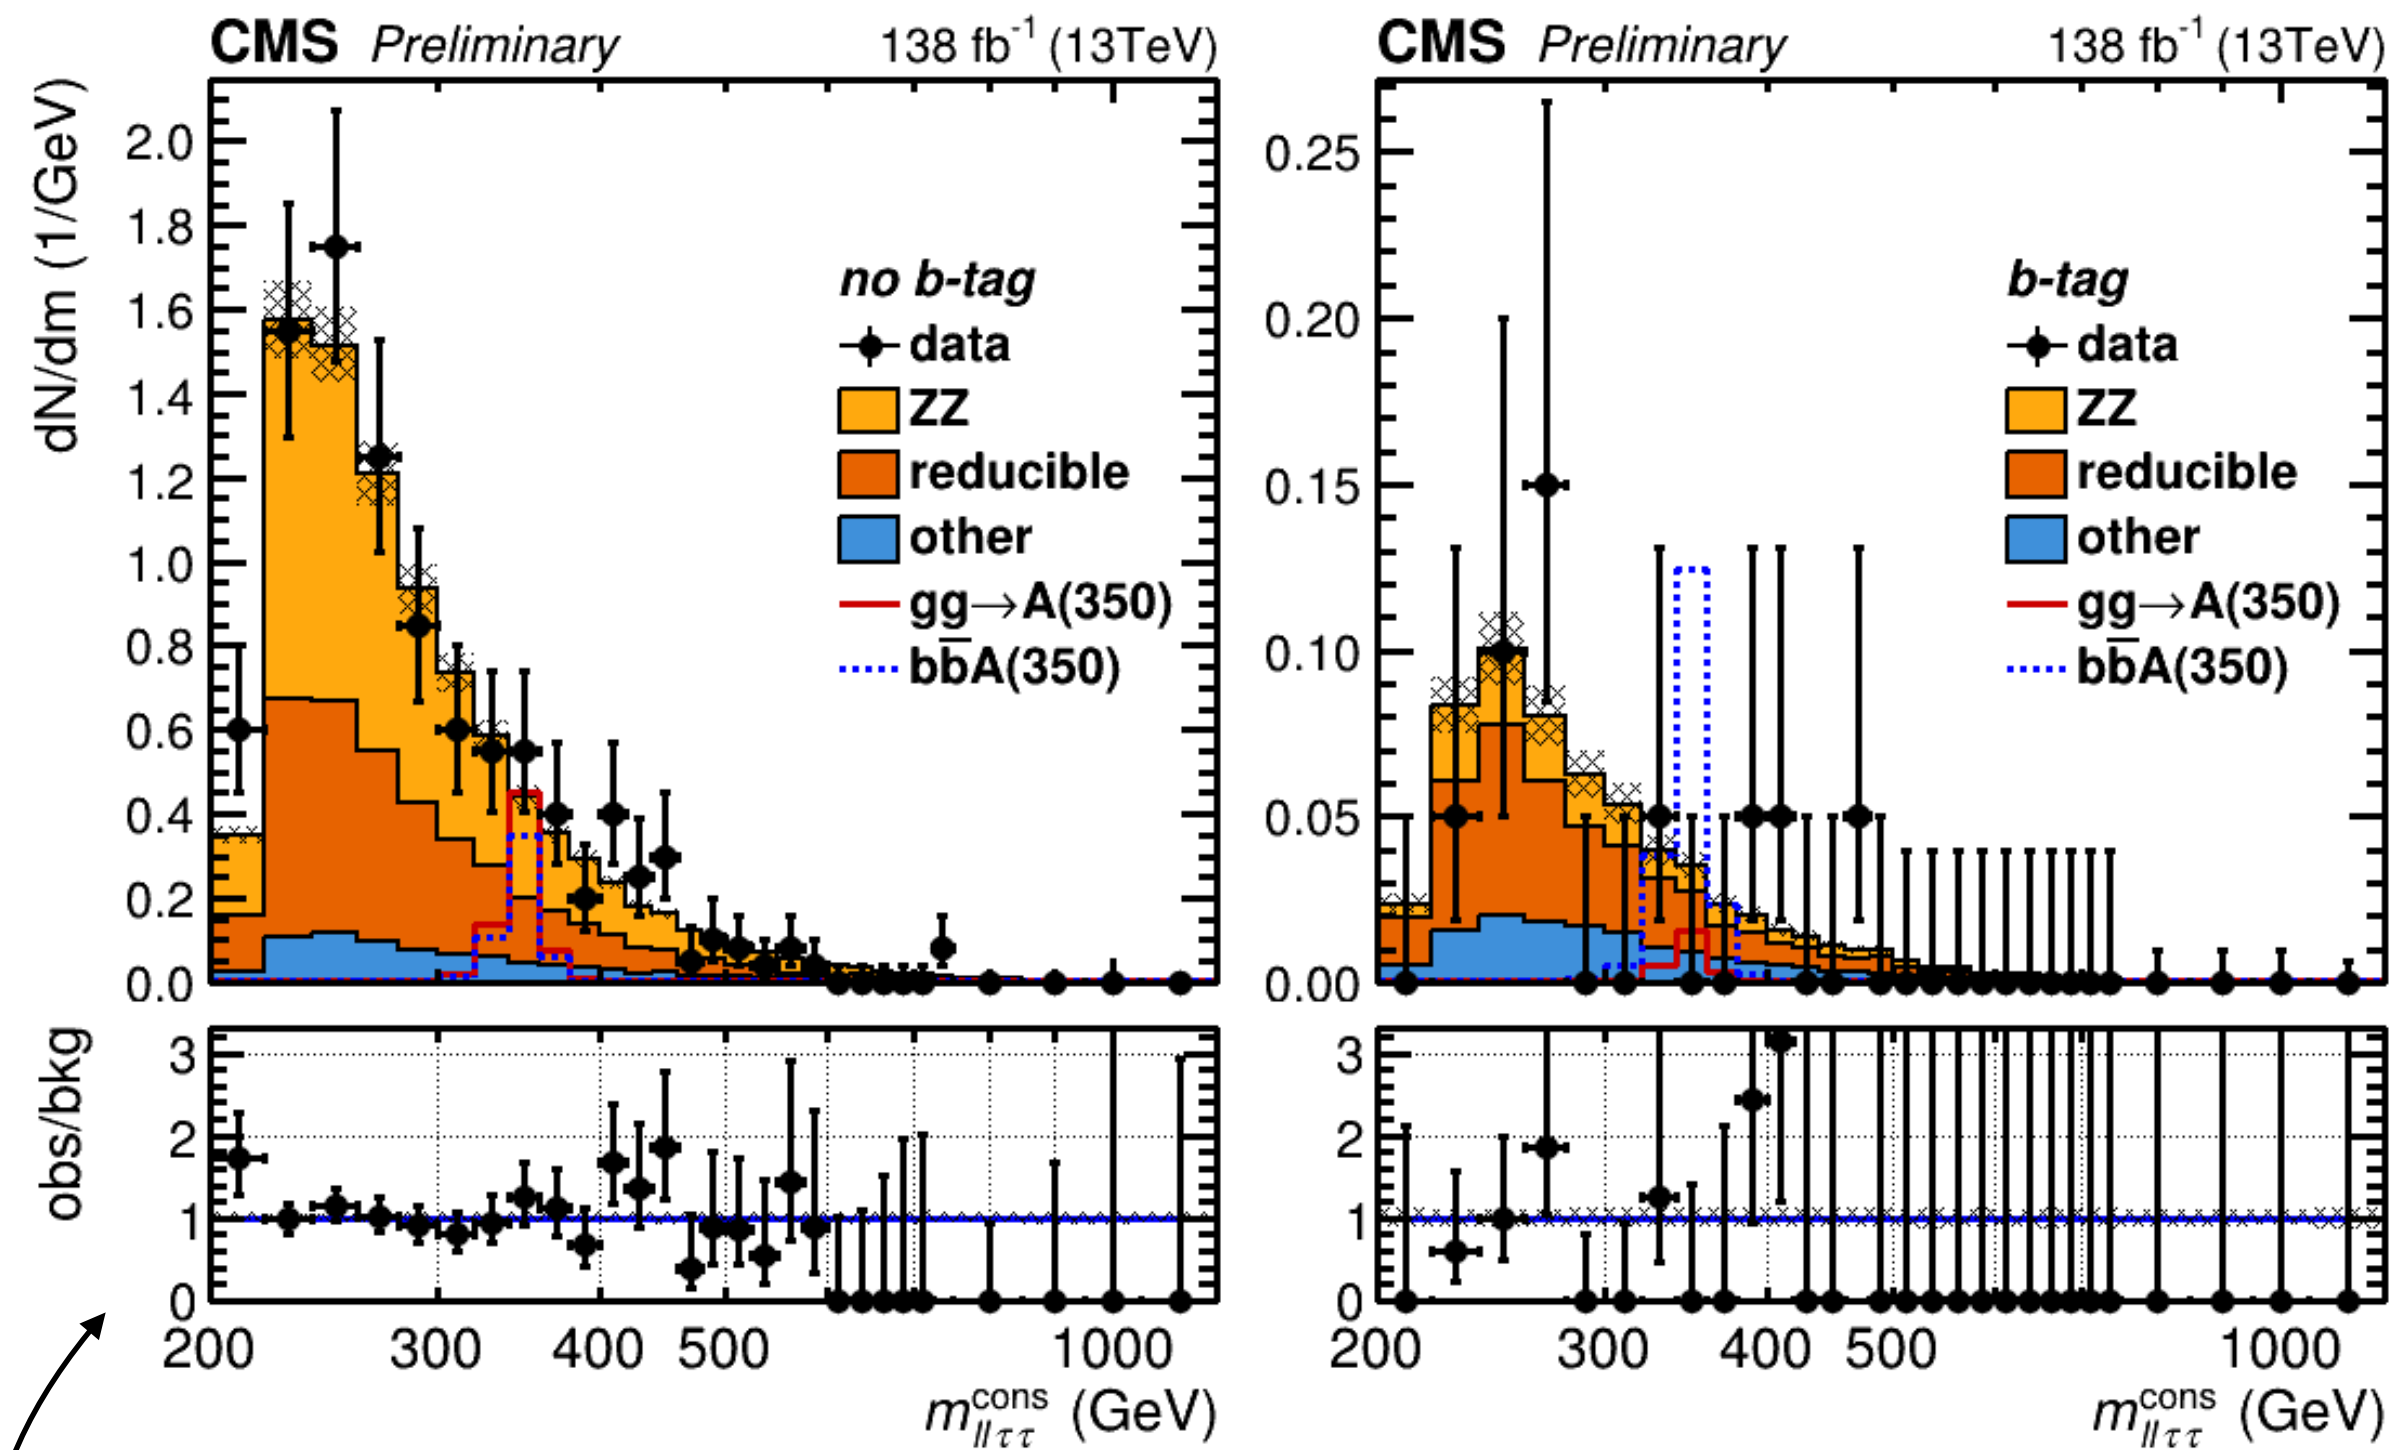 CMS Preliminary 138 fb⁻¹ (13TeV)
dN/dm (1/GeV)
2.0
1.8
1.6
1.4
1.2
1.0
0.8
0.6
0.4
0.2
0.0
no b-tag
data
ZZ
reducible
other
gg→A(350)
bb̅A(350)
obs/bkg
3
2
1
0
200 300 400 500 1000
m^cons_llττ (GeV)
CMS Preliminary 138 fb⁻¹ (13TeV)
0.25
0.20
0.15
0.10
0.05
0.00
b-tag
data
ZZ
reducible
other
gg→A(350)
bb̅A(350)
3
2
1
0
200 300 400 500 1000
m^cons_llττ (GeV)